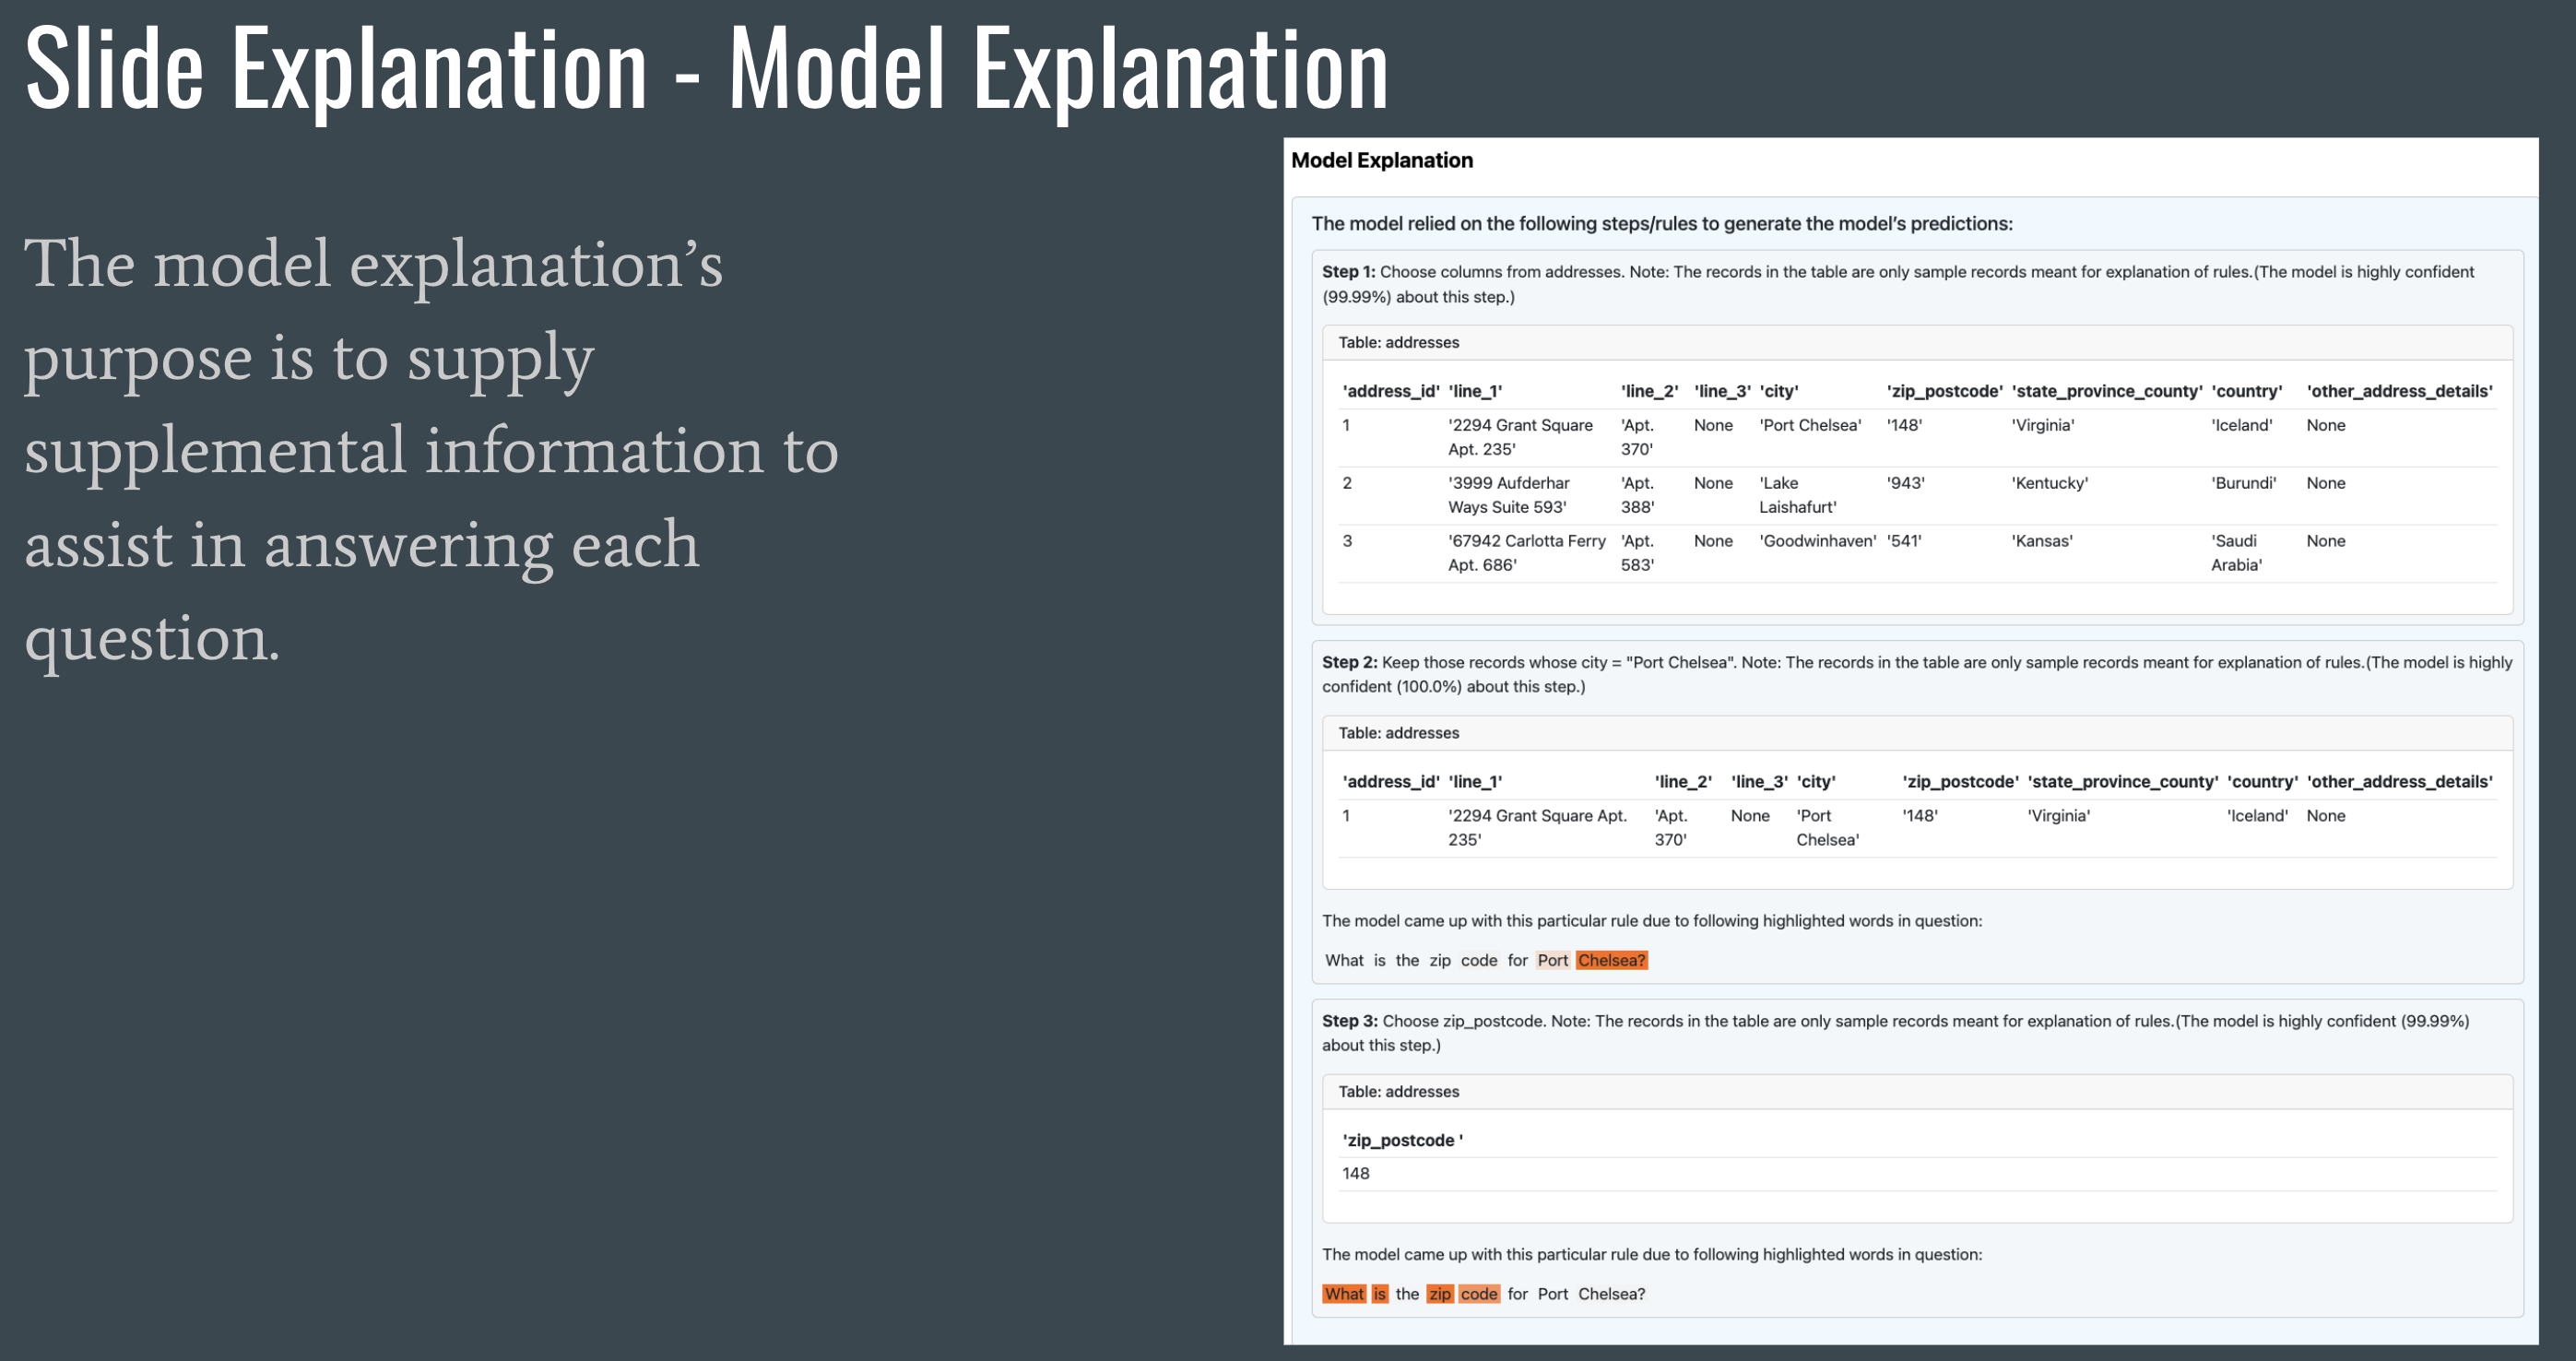 Slide Explanation - Model Explanation
The model explanation’s
purpose is to supply
supplemental information to
assist in answering each
question.
Model Explanation
The model relied on the following steps/rules to generate the model’s predictions:
Step 1: Choose columns from addresses. Note: The records in the table are only sample records meant for explanation of rules.(The model is highly confident
(99.99%) about this step.)
Table: addresses
'address_id' 'line_1' 'line_2' 'line_3' 'city' 'zip_postcode' 'state_province_county' 'country' 'other_address_details'
1 '2294 Grant Square 'Apt. None 'Port Chelsea' '148' 'Virginia' 'Iceland' None
Apt. 235' 370'
2 '3999 Aufderhar 'Apt. None 'Lake '943' 'Kentucky' 'Burundi' None
Ways Suite 593' 388' Laishafurt'
3 '67942 Carlotta Ferry 'Apt. None 'Goodwinhaven' '541' 'Kansas' 'Saudi None
Apt. 686' 583' Arabia'
Step 2: Keep those records whose city = "Port Chelsea". Note: The records in the table are only sample records meant for explanation of rules.(The model is highly
confident (100.0%) about this step.)
Table: addresses
'address_id' 'line_1' 'line_2' 'line_3' 'city' 'zip_postcode' 'state_province_county' 'country' 'other_address_details'
1 '2294 Grant Square Apt. 'Apt. None 'Port '148' 'Virginia' 'Iceland' None
235' 370' Chelsea'
The model came up with this particular rule due to following highlighted words in question:
What is the zip code for Port Chelsea?
Step 3: Choose zip_postcode. Note: The records in the table are only sample records meant for explanation of rules.(The model is highly confident (99.99%)
about this step.)
Table: addresses
'zip_postcode '
148
The model came up with this particular rule due to following highlighted words in question:
What is the zip code for Port Chelsea?